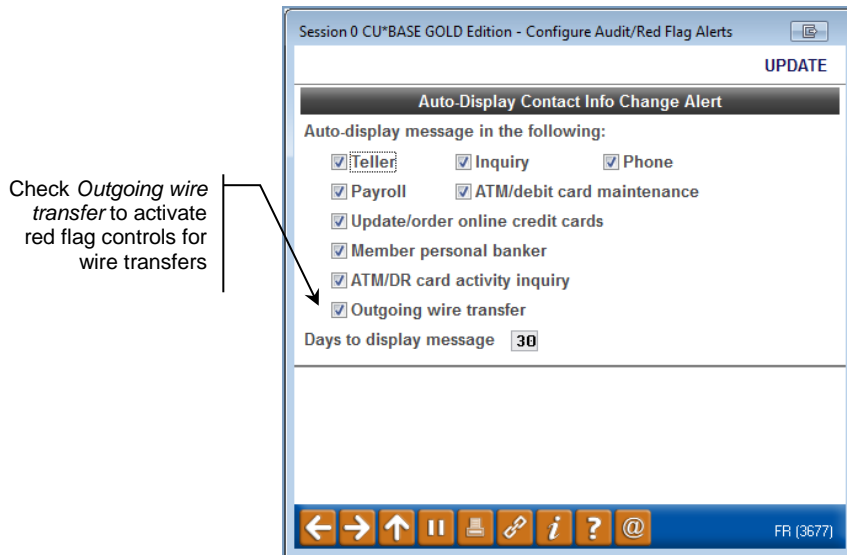 Session 0 CU*BASE GOLD Edition - Configure Audit/Red Flag Alerts
UPDATE
Auto-Display Contact Info Change Alert
Auto-display message in the following:
Teller Inquiry Phone
Payroll ATM/debit card maintenance
Update/order online credit cards
Member personal banker
ATM/DR card activity inquiry
Outgoing wire transfer
Days to display message 30
Check Outgoing wire
transfer to activate
red flag controls for
wire transfers
i ? @
FR (3677)